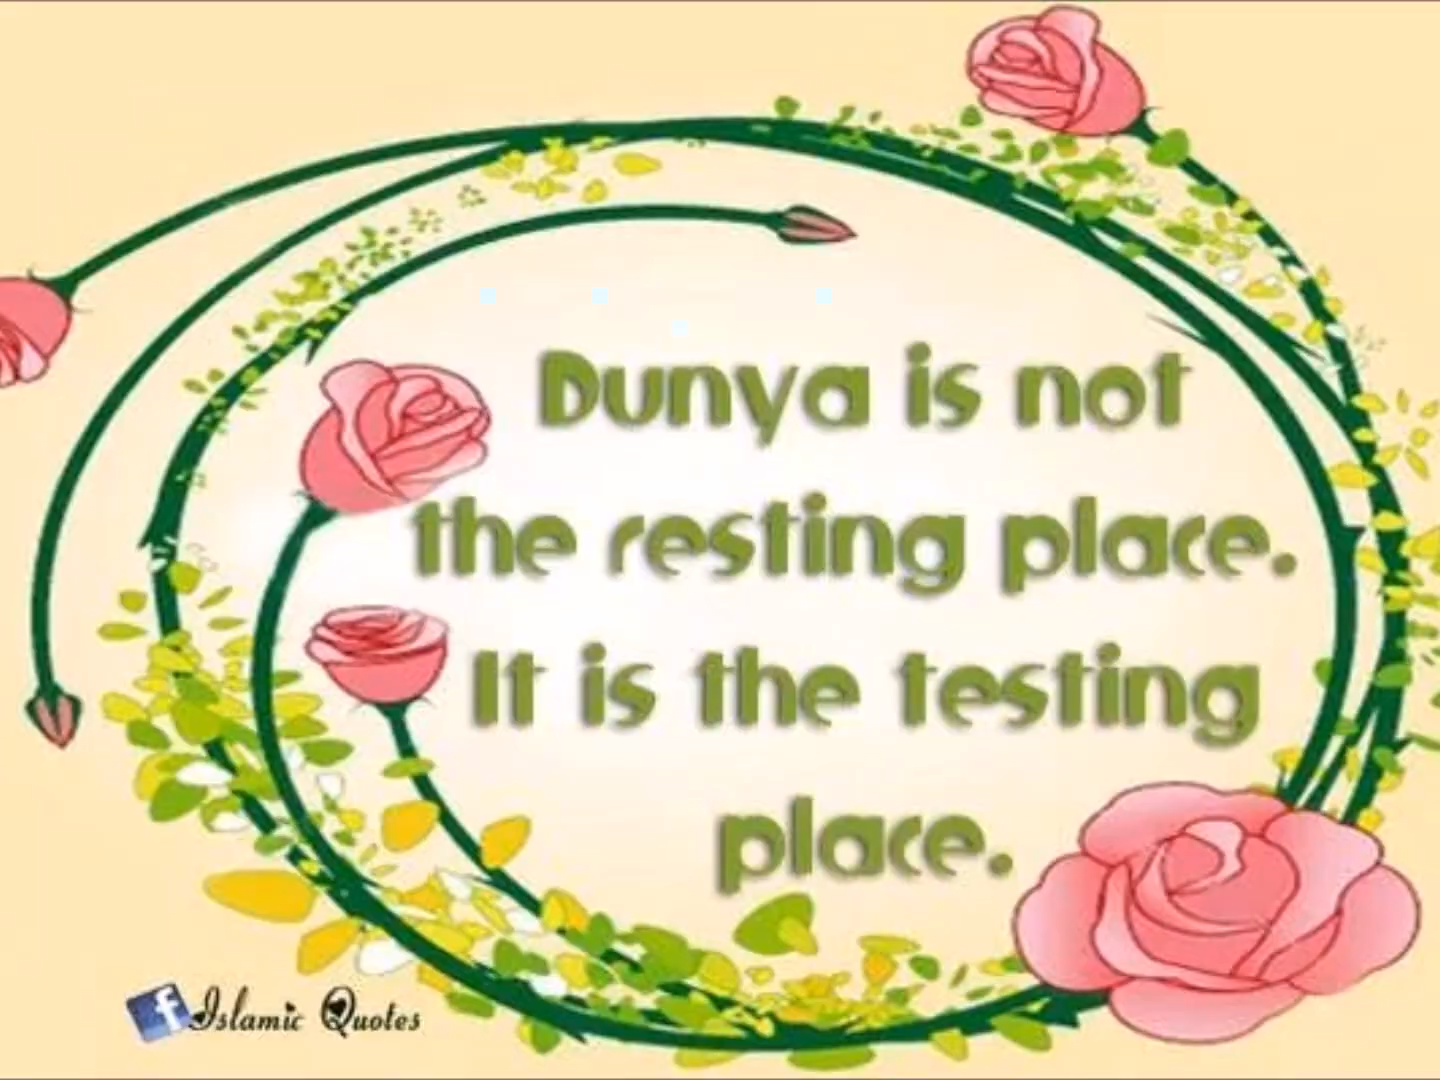 Dunya is not
the resting place.
It is the testing
place.
f Islamic Quotes